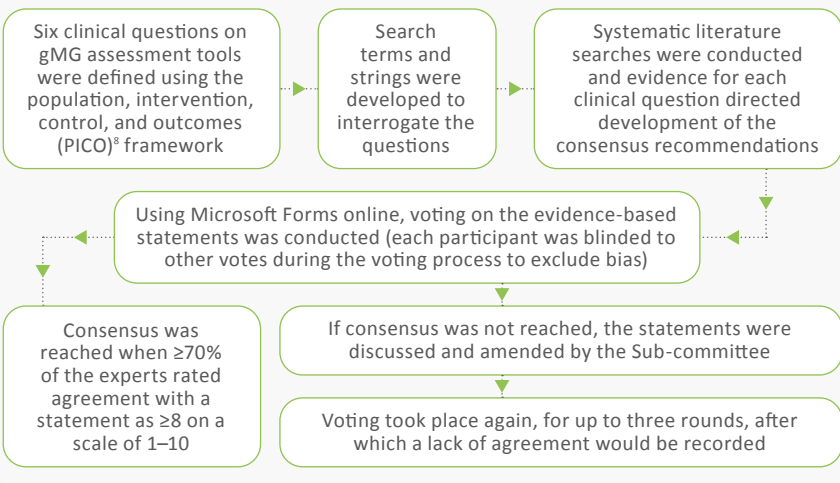 Six clinical questions on
gMG assessment tools
were defined using the
population, intervention,
control, and outcomes
(PICO)⁸ framework
Search
terms and
strings were
developed to
interrogate the
questions
Systematic literature
searches were conducted
and evidence for each
clinical question directed
development of the
consensus recommendations
Using Microsoft Forms online, voting on the evidence-based
statements was conducted (each participant was blinded to
other votes during the voting process to exclude bias)
Consensus was
reached when ≥70%
of the experts rated
agreement with a
statement as ≥8 on a
scale of 1–10
If consensus was not reached, the statements were
discussed and amended by the Sub-committee
Voting took place again, for up to three rounds, after
which a lack of agreement would be recorded